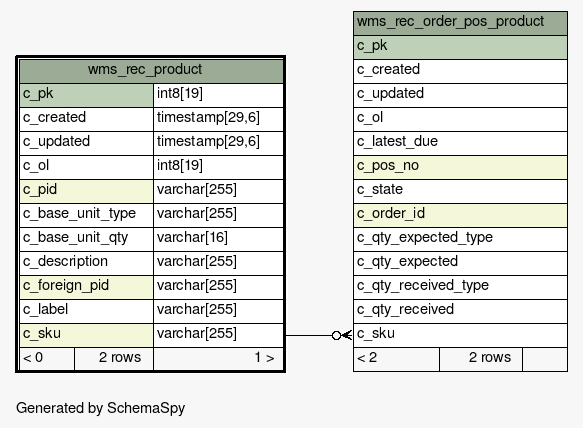 wms_rec_product
c_pk int8[19]
c_created timestamp[29,6]
c_updated timestamp[29,6]
c_ol int8[19]
c_pid varchar[255]
c_base_unit_type varchar[255]
c_base_unit_qty varchar[16]
c_description varchar[255]
c_foreign_pid varchar[255]
c_label varchar[255]
c_sku varchar[255]
< 0 2 rows 1 >
wms_rec_order_pos_product
c_pk
c_created
c_updated
c_ol
c_latest_due
c_pos_no
c_state
c_order_id
c_qty_expected_type
c_qty_expected
c_qty_received_type
c_qty_received
c_sku
< 2 2 rows
Generated by SchemaSpy